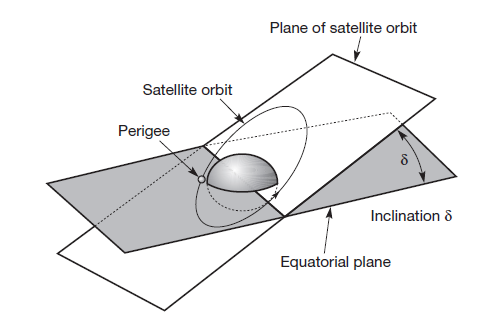 Plane of satellite orbit
Satellite orbit
Perigee
δ
Inclination δ
Equatorial plane